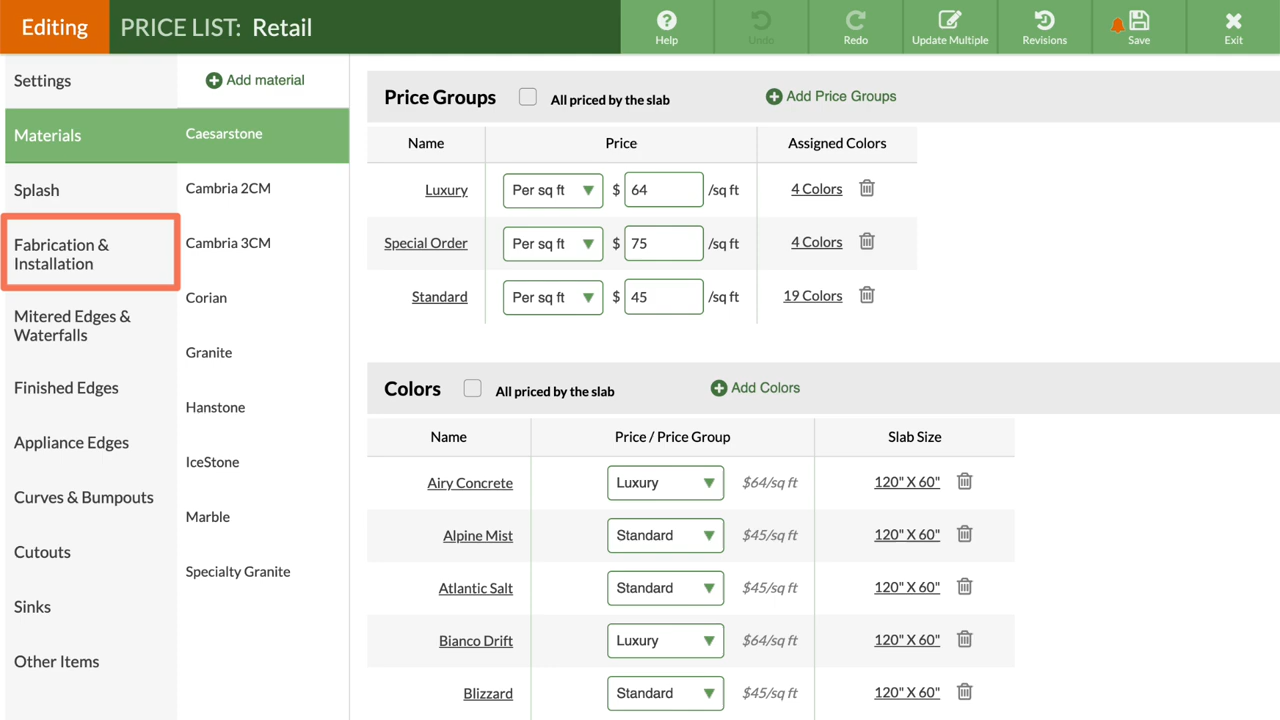 Editing
PRICE LIST: Retail
Help
Undo
Redo
Update Multiple
Revisions
Save
Exit
Settings
Materials
Splash
Fabrication &
Installation
Mitered Edges &
Waterfalls
Finished Edges
Appliance Edges
Curves & Bumpouts
Cutouts
Sinks
Other Items
Add material
Caesarstone
Cambria 2CM
Cambria 3CM
Corian
Granite
Hanstone
IceStone
Marble
Specialty Granite
Price Groups All priced by the slab Add Price Groups
Name Price Assigned Colors
Luxury Per sq ft $ 64 /sq ft 4 Colors
Special Order Per sq ft $ 75 /sq ft 4 Colors
Standard Per sq ft $ 45 /sq ft 19 Colors
Colors All priced by the slab Add Colors
Name Price / Price Group Slab Size
Airy Concrete Luxury $64/sq ft 120" X 60"
Alpine Mist Standard $45/sq ft 120" X 60"
Atlantic Salt Standard $45/sq ft 120" X 60"
Bianco Drift Luxury $64/sq ft 120" X 60"
Blizzard Standard $45/sq ft 120" X 60"